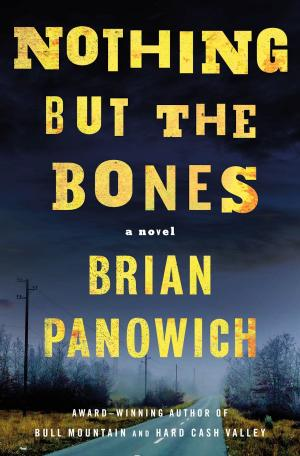 NOTHING
BUT THE
BONES
a novel
BRIAN
PANOWICH
AWARD-WINNING AUTHOR OF
BULL MOUNTAIN AND HARD CASH VALLEY